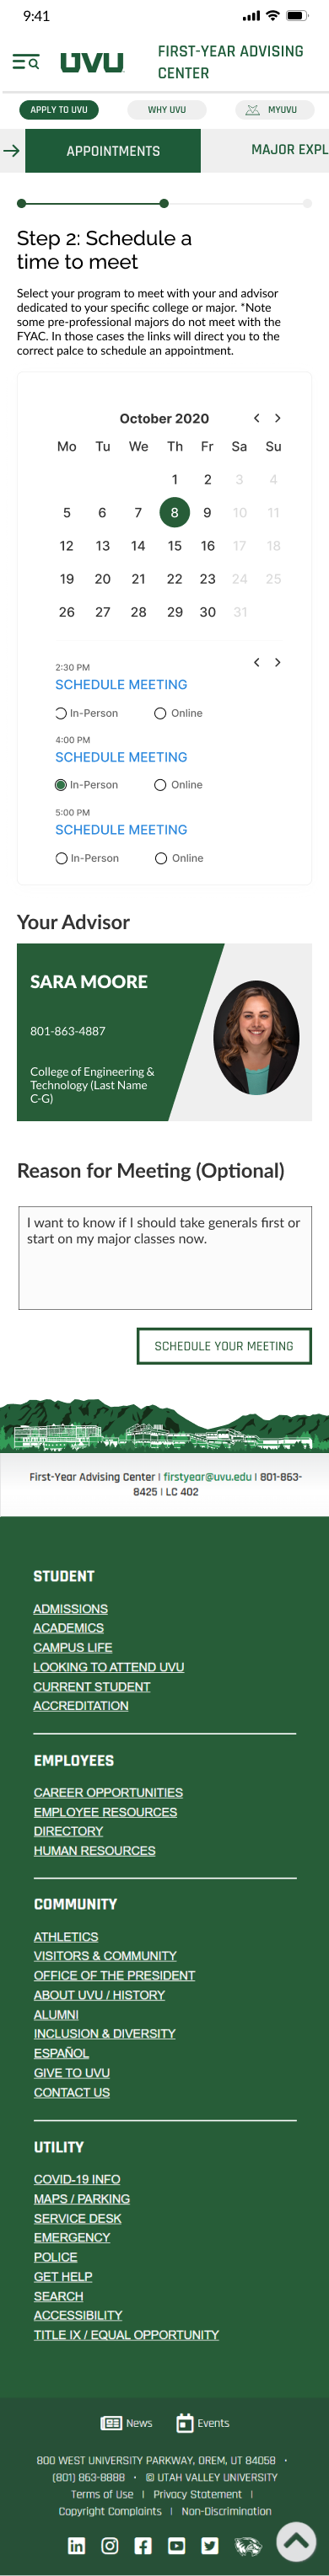 9:41
UVU
FIRST-YEAR ADVISING
CENTER
APPLY TO UVU
WHY UVU
MYUVU
APPOINTMENTS
MAJOR EXPL
Step 2: Schedule a
time to meet
Select your program to meet with your and advisor
dedicated to your specific college or major. *Note
some pre-professional majors do not meet with the
FYAC. In those cases the links will direct you to the
correct palce to schedule an appointment.
October 2020
Mo Tu We Th Fr Sa Su
1 2 3 4
5 6 7 8 9 10 11
12 13 14 15 16 17 18
19 20 21 22 23 24 25
26 27 28 29 30 31
2:30 PM
SCHEDULE MEETING
In-Person Online
4:00 PM
SCHEDULE MEETING
In-Person Online
5:00 PM
SCHEDULE MEETING
In-Person Online
Your Advisor
SARA MOORE
801-863-4887
College of Engineering &
Technology (Last Name
C-G)
Reason for Meeting (Optional)
I want to know if I should take generals first or
start on my major classes now.
SCHEDULE YOUR MEETING
First-Year Advising Center | firstyear@uvu.edu | 801-863-
8425 | LC 402
STUDENT
ADMISSIONS
ACADEMICS
CAMPUS LIFE
LOOKING TO ATTEND UVU
CURRENT STUDENT
ACCREDITATION
EMPLOYEES
CAREER OPPORTUNITIES
EMPLOYEE RESOURCES
DIRECTORY
HUMAN RESOURCES
COMMUNITY
ATHLETICS
VISITORS & COMMUNITY
OFFICE OF THE PRESIDENT
ABOUT UVU / HISTORY
ALUMNI
INCLUSION & DIVERSITY
ESPAÑOL
GIVE TO UVU
CONTACT US
UTILITY
COVID-19 INFO
MAPS / PARKING
SERVICE DESK
EMERGENCY
POLICE
GET HELP
SEARCH
ACCESSIBILITY
TITLE IX / EQUAL OPPORTUNITY
News Events
800 WEST UNIVERSITY PARKWAY, OREM, UT 84058 ·
(801) 863-8888 · © UTAH VALLEY UNIVERSITY
Terms of Use | Privacy Statement |
Copyright Complaints | Non-Discrimination